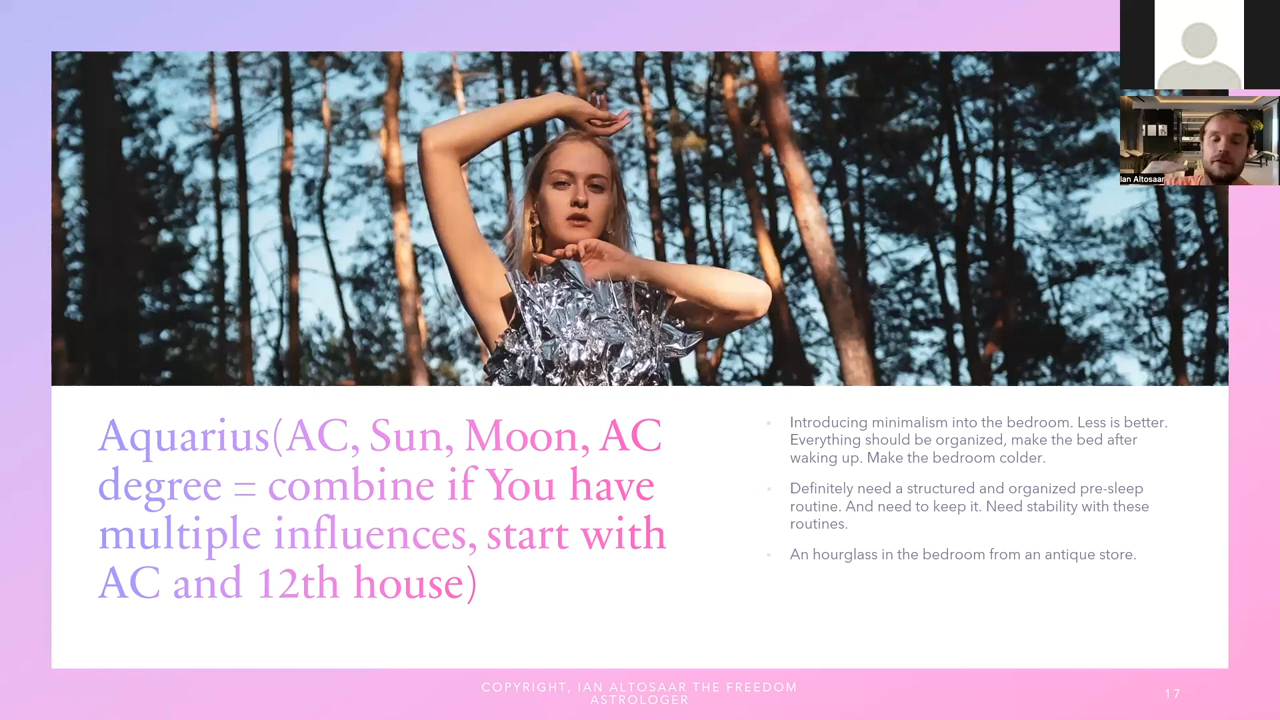 Ian Altosaar
Aquarius(AC, Sun, Moon, AC
degree = combine if You have
multiple influences, start with
AC and 12th house)
Introducing minimalism into the bedroom. Less is better.
Everything should be organized, make the bed after
waking up. Make the bedroom colder.
Definitely need a structured and organized pre-sleep
routine. And need to keep it. Need stability with these
routines.
An hourglass in the bedroom from an antique store.
COPYRIGHT, IAN ALTOSAAR THE FREEDOM
ASTROLOGER
17